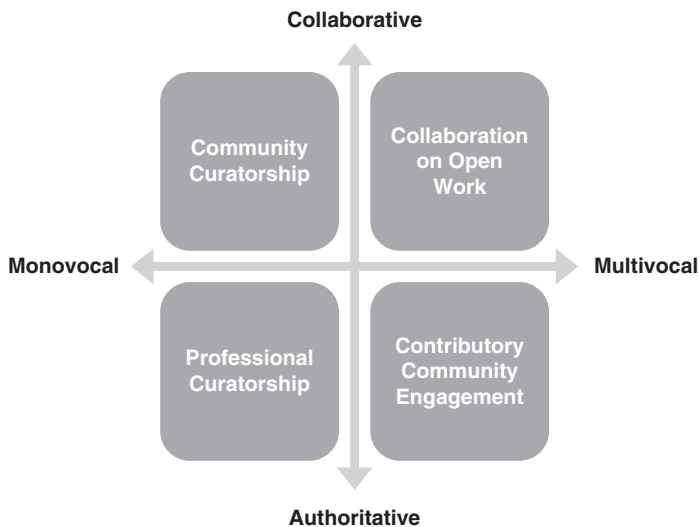 Collaborative
Community
Curatorship
Collaboration
on Open
Work
Monovocal
Multivocal
Professional
Curatorship
Contributory
Community
Engagement
Authoritative